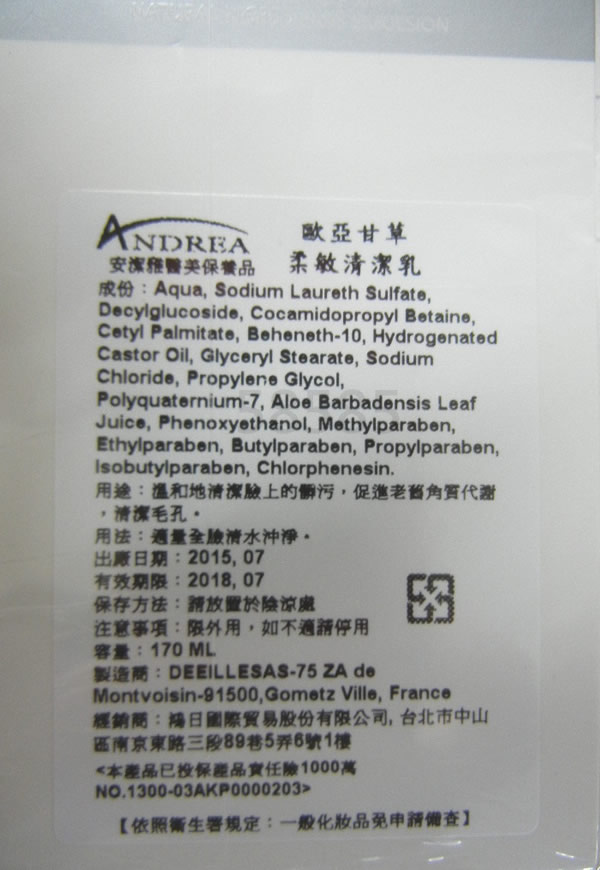 ANDREA
安潔雅醫美保養品
歐亞甘草
柔敏清潔乳
成份：Aqua, Sodium Laureth Sulfate,
Decylglucoside, Cocamidopropyl Betaine,
Cetyl Palmitate, Beheneth-10, Hydrogenated
Castor Oil, Glyceryl Stearate, Sodium
Chloride, Propylene Glycol,
Polyquaternium-7, Aloe Barbadensis Leaf
Juice, Phenoxyethanol, Methylparaben,
Ethylparaben, Butylparaben, Propylparaben,
Isobutylparaben, Chlorphenesin.
用途：溫和地清潔臉上的髒污，促進老舊角質代謝
，清潔毛孔。
用法：適量全臉清水沖淨。
出廠日期：2015, 07
有效期限：2018, 07
保存方法：請放置於陰涼處
注意事項：限外用，如不適請停用
容量：170 ML
製造商：DEEILLESAS-75 ZA de
Montvoisin-91500,Gometz Ville, France
經銷商：鴻日國際貿易股份有限公司, 台北市中山
區南京東路三段89巷5弄6號1樓
<本產品已投保產品責任險1000萬
NO.1300-03AKP0000203>
【依照衛生署規定：一般化妝品免申請備查】